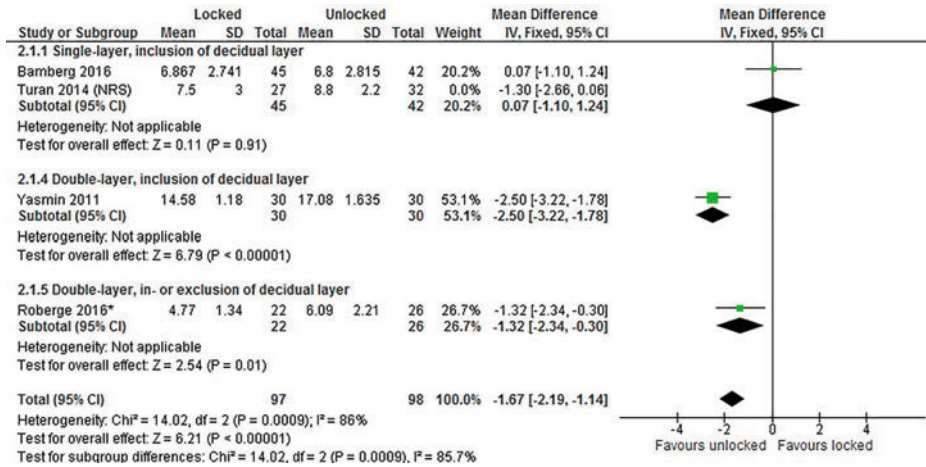 Locked Unlocked Mean Difference Mean Difference
Study or Subgroup Mean SD Total Mean SD Total Weight IV, Fixed, 95% CI IV, Fixed, 95% CI
2.1.1 Single-layer, inclusion of decidual layer
Bamberg 2016 6.867 2.741 45 6.8 2.815 42 20.2% 0.07 [-1.10, 1.24]
Turan 2014 (NRS) 7.5 3 27 8.8 2.2 32 0.0% -1.30 [-2.66, 0.06]
Subtotal (95% CI) 45 42 20.2% 0.07 [-1.10, 1.24]
Heterogeneity: Not applicable
Test for overall effect: Z = 0.11 (P = 0.91)
2.1.4 Double-layer, inclusion of decidual layer
Yasmin 2011 14.58 1.18 30 17.08 1.635 30 53.1% -2.50 [-3.22, -1.78]
Subtotal (95% CI) 30 30 53.1% -2.50 [-3.22, -1.78]
Heterogeneity: Not applicable
Test for overall effect: Z = 6.79 (P < 0.00001)
2.1.5 Double-layer, in- or exclusion of decidual layer
Roberge 2016* 4.77 1.34 22 6.09 2.21 26 26.7% -1.32 [-2.34, -0.30]
Subtotal (95% CI) 22 26 26.7% -1.32 [-2.34, -0.30]
Heterogeneity: Not applicable
Test for overall effect: Z = 2.54 (P = 0.01)
Total (95% CI) 97 98 100.0% -1.67 [-2.19, -1.14]
Heterogeneity: Chi² = 14.02, df = 2 (P = 0.0009); I² = 86%
Test for overall effect: Z = 6.21 (P < 0.00001)
Test for subgroup differences: Chi² = 14.02, df = 2 (P = 0.0009), I² = 85.7%
-4 -2 0 2 4
Favours unlocked Favours locked